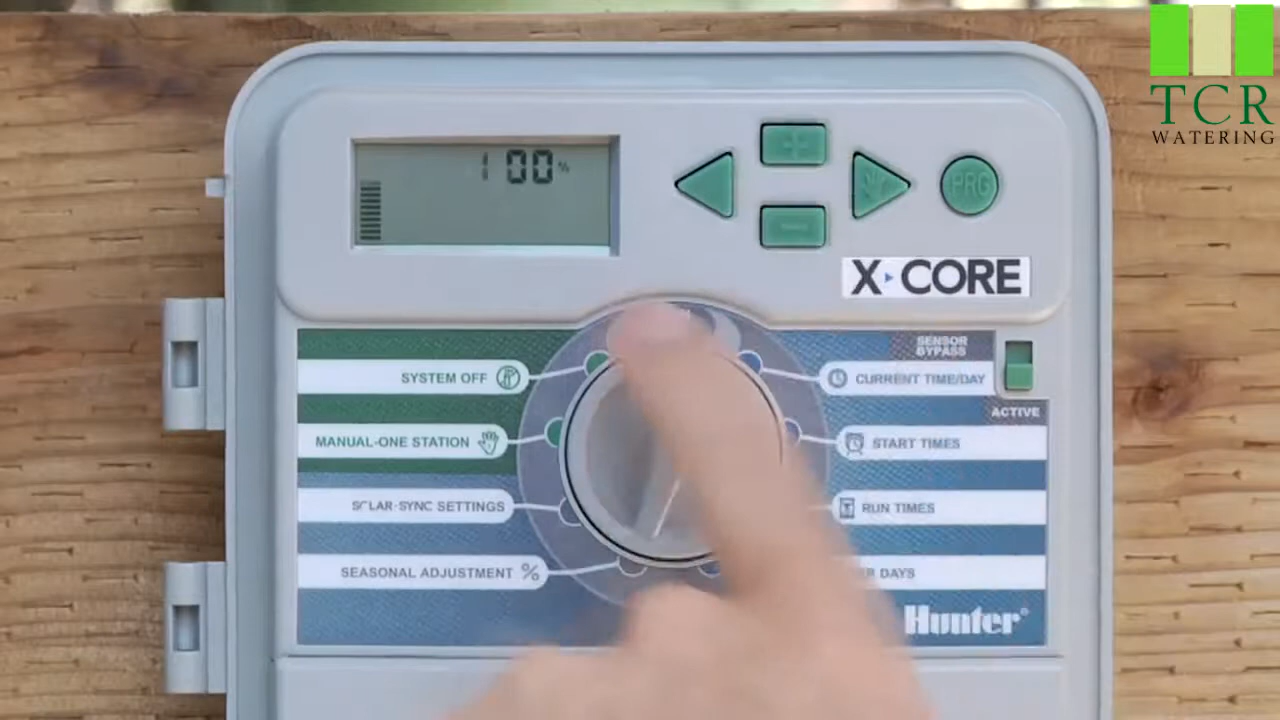 TCR
WATERING
100%
PRG
X CORE
SENSOR
BYPASS
SYSTEM OFF
CURRENT TIME/DAY
ACTIVE
MANUAL-ONE STATION
START TIMES
SOLAR-SYNC SETTINGS
RUN TIMES
SEASONAL ADJUSTMENT %
DAYS
Hunter®